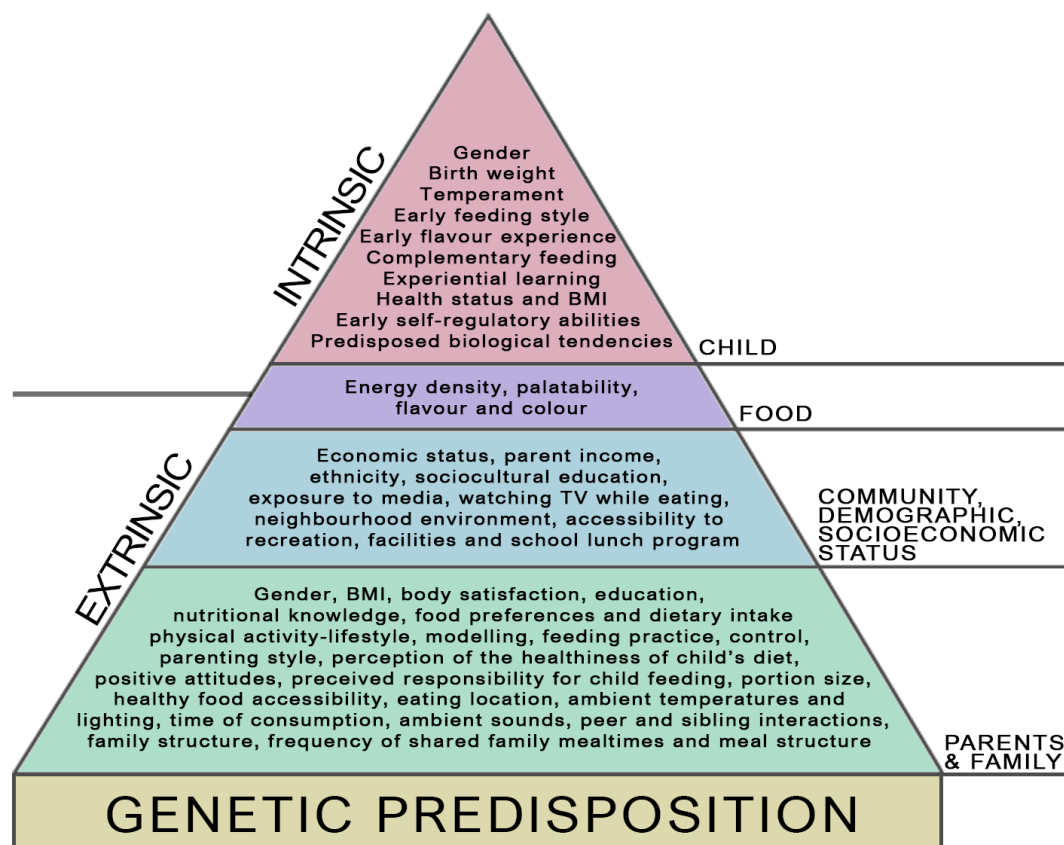 INTRINSIC
Gender
Birth weight
Temperament
Early feeding style
Early flavour experience
Complementary feeding
Experiential learning
Health status and BMI
Early self-regulatory abilities
Predisposed biological tendencies
CHILD
Energy density, palatability,
flavour and colour
FOOD
EXTRINSIC
Economic status, parent income,
ethnicity, sociocultural education,
exposure to media, watching TV while eating,
neighbourhood environment, accessibility to
recreation, facilities and school lunch program
COMMUNITY,
DEMOGRAPHIC,
SOCIOECONOMIC
STATUS
Gender, BMI, body satisfaction, education,
nutritional knowledge, food preferences and dietary intake
physical activity-lifestyle, modelling, feeding practice, control,
parenting style, perception of the healthiness of child's diet,
positive attitudes, preceived responsibility for child feeding, portion size,
healthy food accessibility, eating location, ambient temperatures and
lighting, time of consumption, ambient sounds, peer and sibling interactions,
family structure, frequency of shared family mealtimes and meal structure
PARENTS
& FAMILY
GENETIC PREDISPOSITION